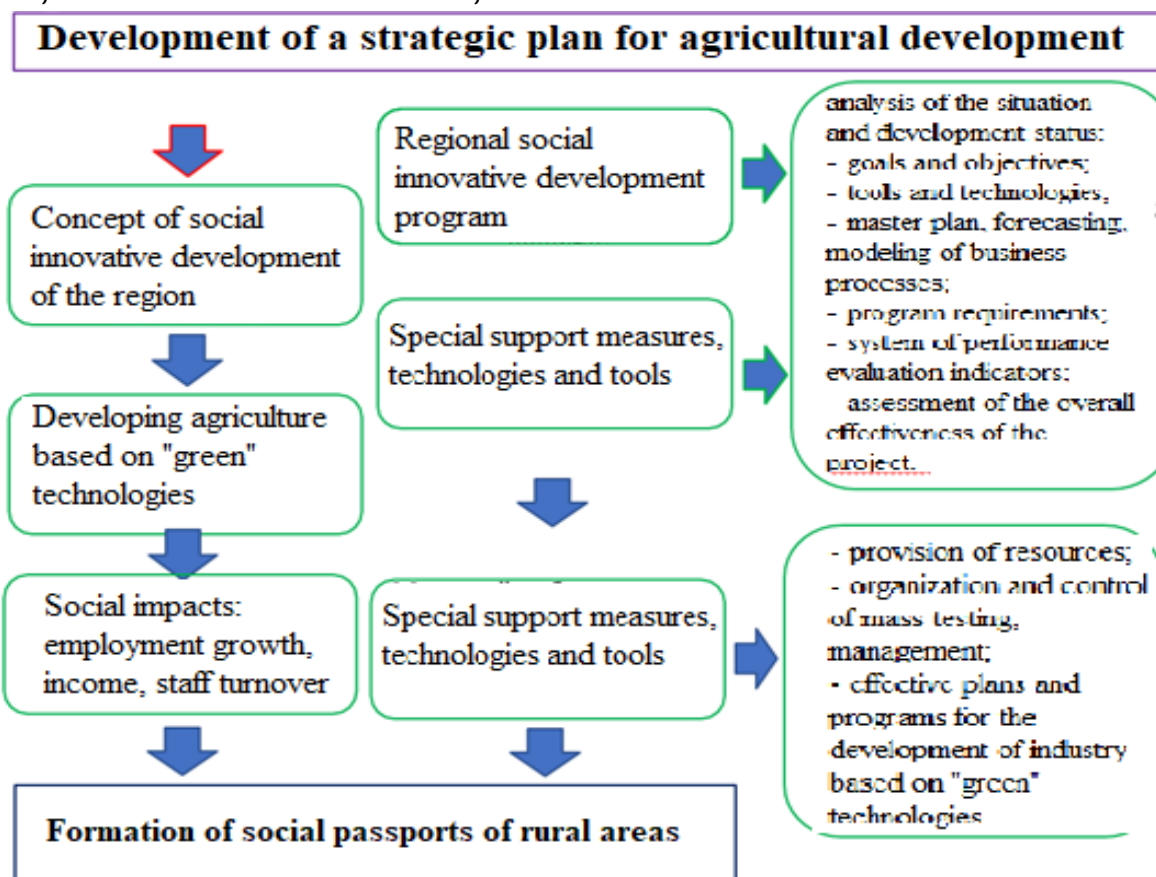 Development of a strategic plan for agricultural development
Concept of social
innovative development
of the region
Developing agriculture
based on "green"
technologies
Social impacts:
employment growth,
income, staff turnover
Regional social
innovative development
program
Special support measures,
technologies and tools
Special support measures,
technologies and tools
analysis of the situation
and development status:
- goals and objectives;
- tools and technologies,
- master plan, forecasting,
modeling of business
processes;
- program requirements;
- system of performance
evaluation indicators;
assessment of the overall
effectiveness of the
project.
- provision of resources;
- organization and control
of mass testing,
management;
- effective plans and
programs for the
development of industry
based on "green"
technologies
Formation of social passports of rural areas